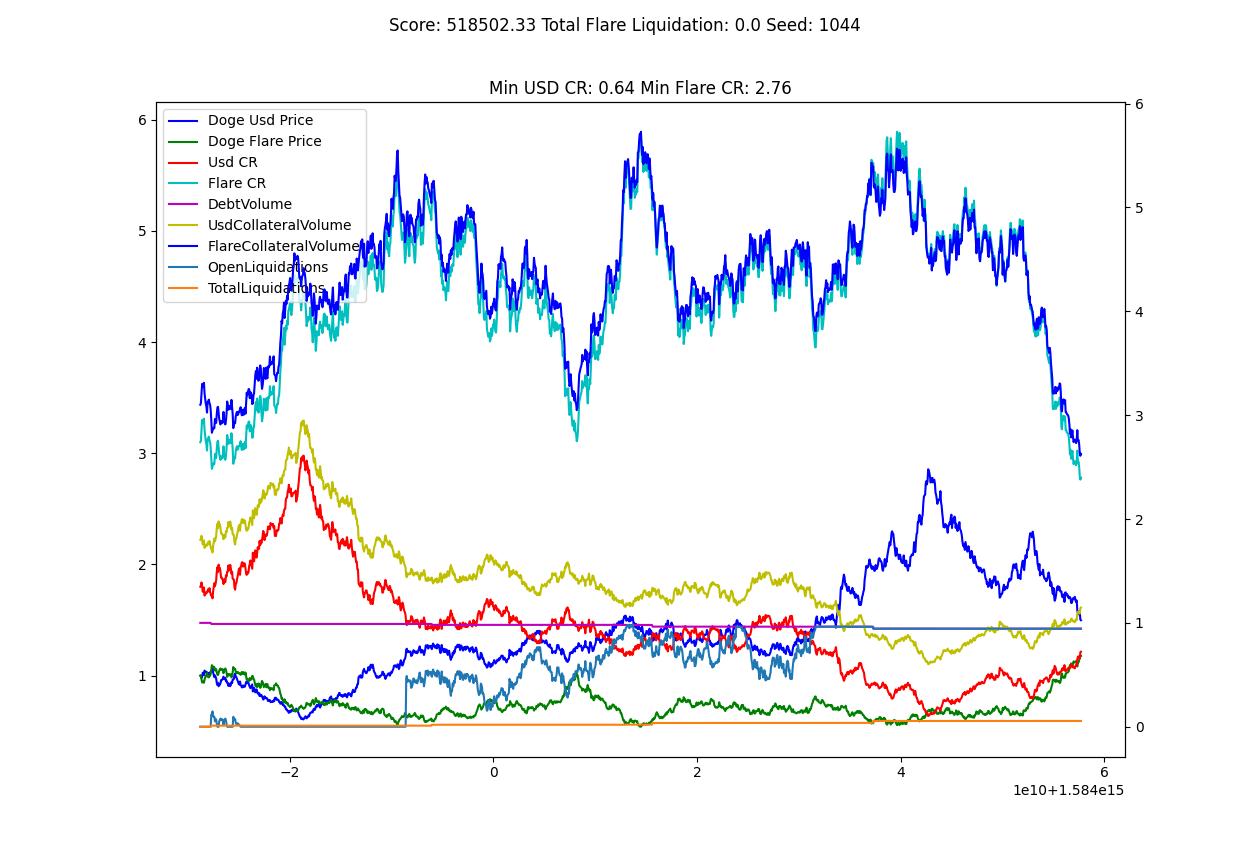 Score: 518502.33 Total Flare Liquidation: 0.0 Seed: 1044
Min USD CR: 0.64 Min Flare CR: 2.76
Doge Usd Price
Doge Flare Price
Usd CR
Flare CR
DebtVolume
UsdCollateralVolume
FlareCollateralVolume
OpenLiquidations
TotalLiquidations
6
5
4
3
2
1
6
5
4
3
2
1
0
−2
0
2
4
6
1e10+1.584e15